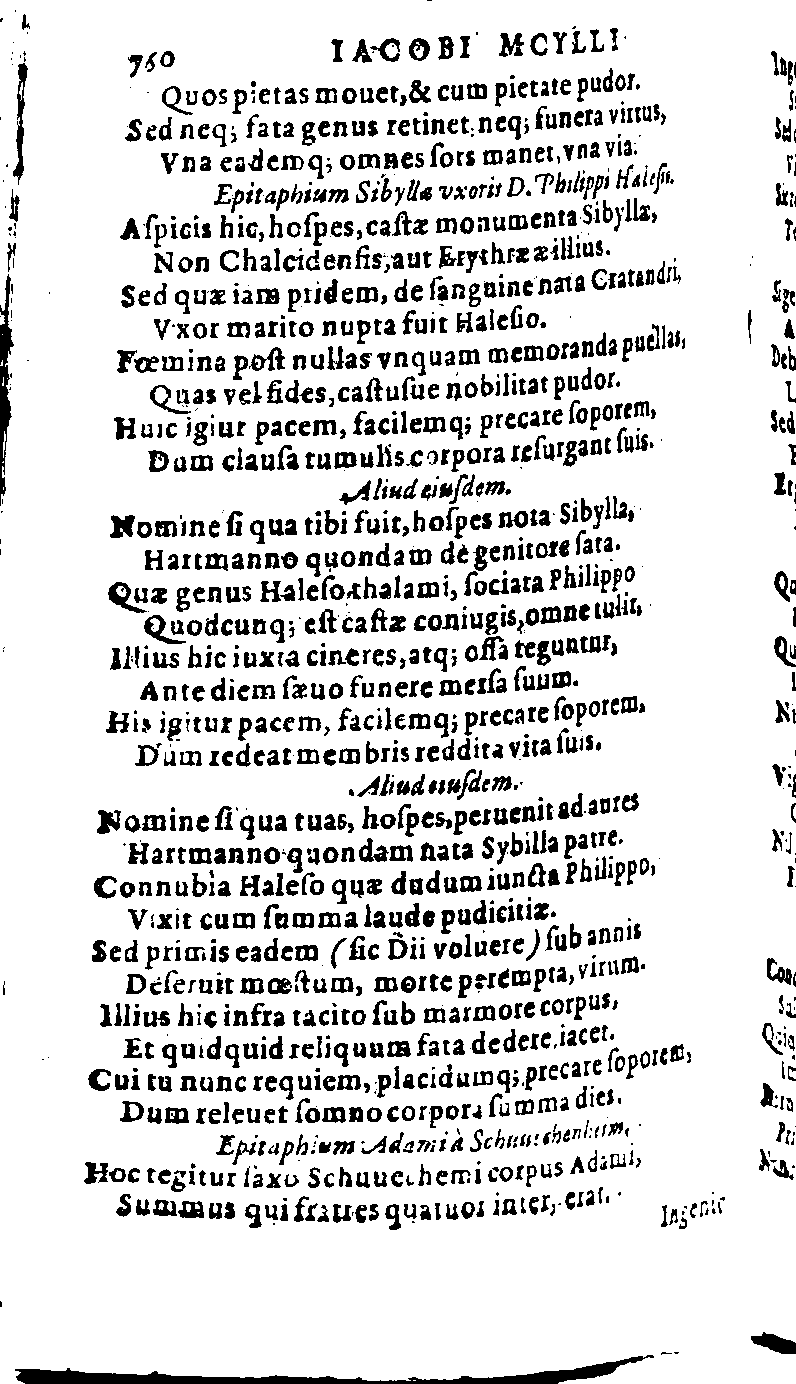 760 IACOBI MCYLLI
Quos pietas mouet, & cum pietate pudor.
Sed neq; fata genus retinet, neq; funera virtus,
Vna eademq; omnes ſors manet, vna via.
Epitaphium Sibyllæ vxoris D. Philippi Haleſii.
Aſpicis hic, hoſpes, caſtæ monumenta Sibyllæ,
Non Chalcidenſis, aut Erythrææ illius.
Sed quæ iam pridem, de ſanguine nata Cratandri,
Vxor marito nupta fuit Haleſio.
Fœmina poſt nullas vnquam memoranda puellas,
Quas vel fides, caſtuſue nobilitat pudor.
Huic igitur pacem, facilemq; precare ſoporem,
Dum clauſa tumulis corpora reſurgant ſuis.
Aliud eiuſdem.
Nomine ſi qua tibi fuit, hoſpes nota Sibylla,
Hartmanno quondam de genitore ſata.
Quæ genus Haleſo thalami, ſociata Philippo
Quodcunq; eſt caſtæ coniugis, omne tulit,
Illius hic iuxta cineres, atq; oſſa teguntur,
Ante diem ſæuo funere merſa ſuum.
His igitur pacem, facilemq; precare ſoporem,
Dum redeat membris reddita vita ſuis.
Aliud eiuſdem.
Nomine ſi qua tuas, hoſpes, peruenit ad aures
Hartmanno quondam nata Sybilla patre.
Connubia Haleſo quæ dudum iuncta Philippo,
Vixit cum ſumma laude pudicitiæ.
Sed primis eadem (ſic Dii voluere) ſub annis
Deſeruit mœſtum, morte perempta, virum.
Illius hic infra tacito ſub marmore corpus,
Et quidquid reliquum fata dedere, iacet.
Cui tu nunc requiem, placidumq; precare ſoporem,
Dum releuet ſomno corpora ſumma dies.
Epitaphium Adami à
Hoc tegitur ſaxo Schuuechemi corpus Adami,
Summus qui fratres quatuor inter, erat.
Ingenio